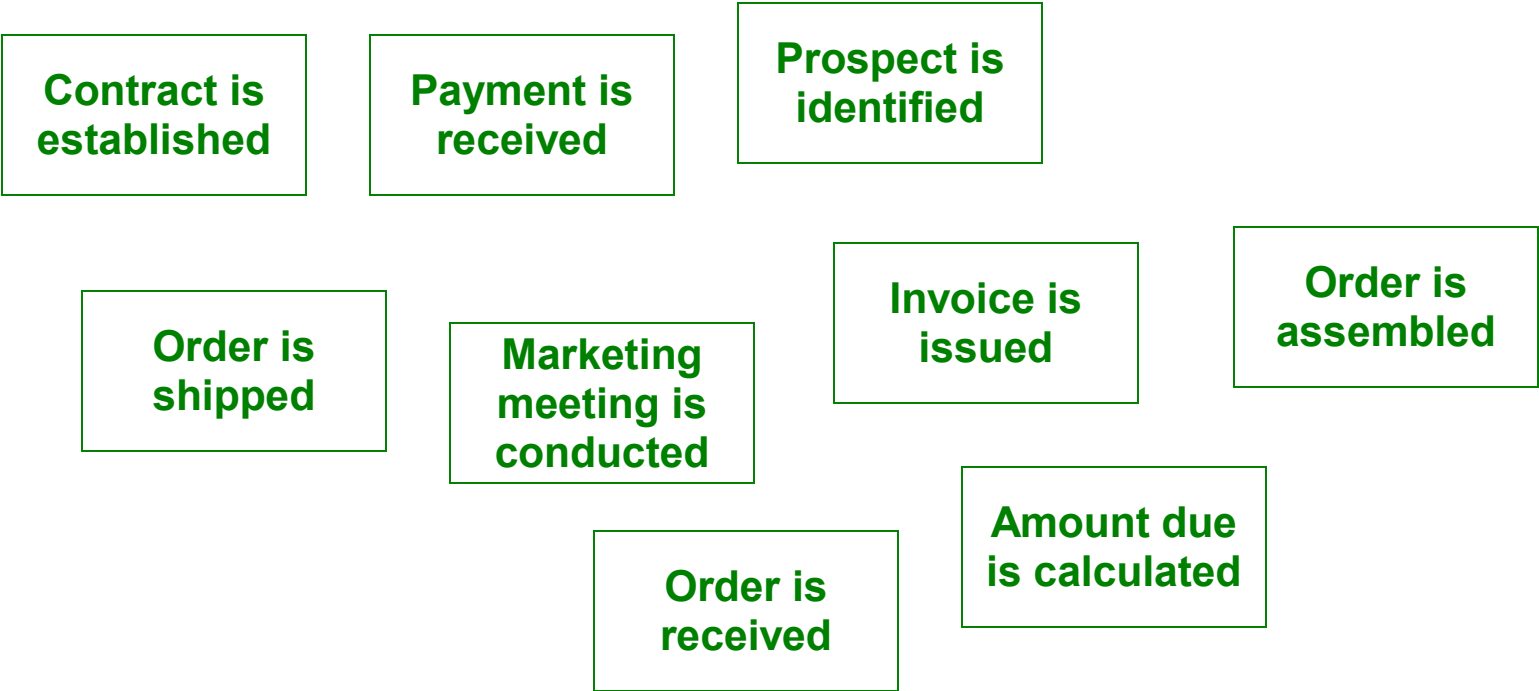 Contract is
established
Payment is
received
Prospect is
identified
Order is
shipped
Marketing
meeting is
conducted
Invoice is
issued
Order is
assembled
Order is
received
Amount due
is calculated